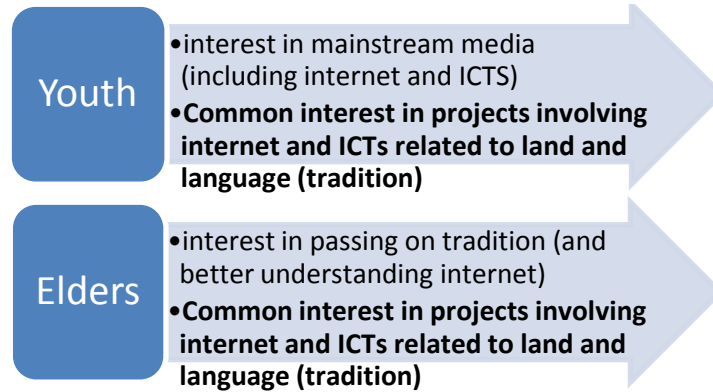 Youth
•interest in mainstream media
(including internet and ICTS)
•Common interest in projects involving
internet and ICTs related to land and
language (tradition)
Elders
•interest in passing on tradition (and
better understanding internet)
•Common interest in projects involving
internet and ICTs related to land and
language (tradition)